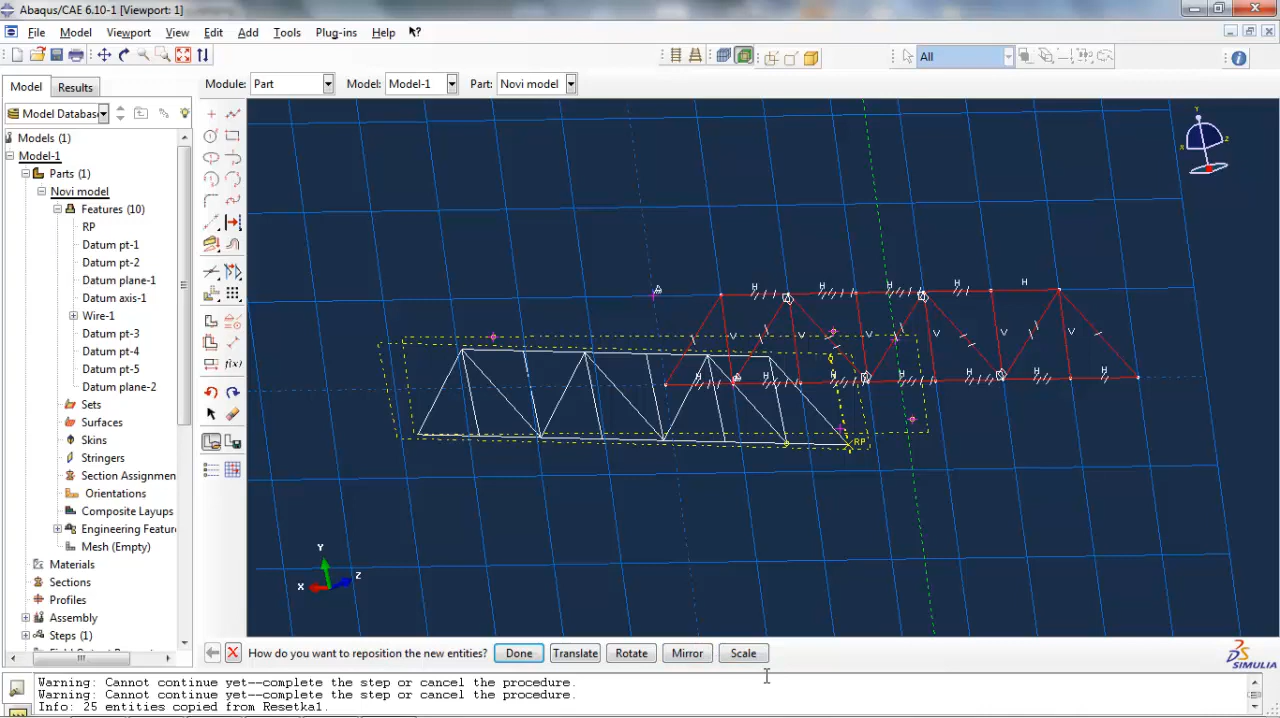 Abaqus/CAE 6.10-1 [Viewport: 1]
File Model Viewport View Edit Add Tools Plug-ins Help
All
Model Results
Module: Part Model: Model-1 Part: Novi model
Model Databas
Models (1)
Model-1
Parts (1)
Novi model
Features (10)
RP
Datum pt-1
Datum pt-2
Datum plane-1
Datum axis-1
Wire-1
Datum pt-3
Datum pt-4
Datum pt-5
Datum plane-2
Sets
Surfaces
Skins
Stringers
Section Assignmen
Orientations
Composite Layups
Engineering Featur
Mesh (Empty)
Materials
Sections
Profiles
Assembly
Steps (1)
f(x)
H H H H H
V V V V
H H H H H H H
RP
Y
X Z
How do you want to reposition the new entities? Done Translate Rotate Mirror Scale
SIMULIA
Warning: Cannot continue yet--complete the step or cancel the procedure.
Warning: Cannot continue yet--complete the step or cancel the procedure.
Info: 25 entities copied from Resetka1.